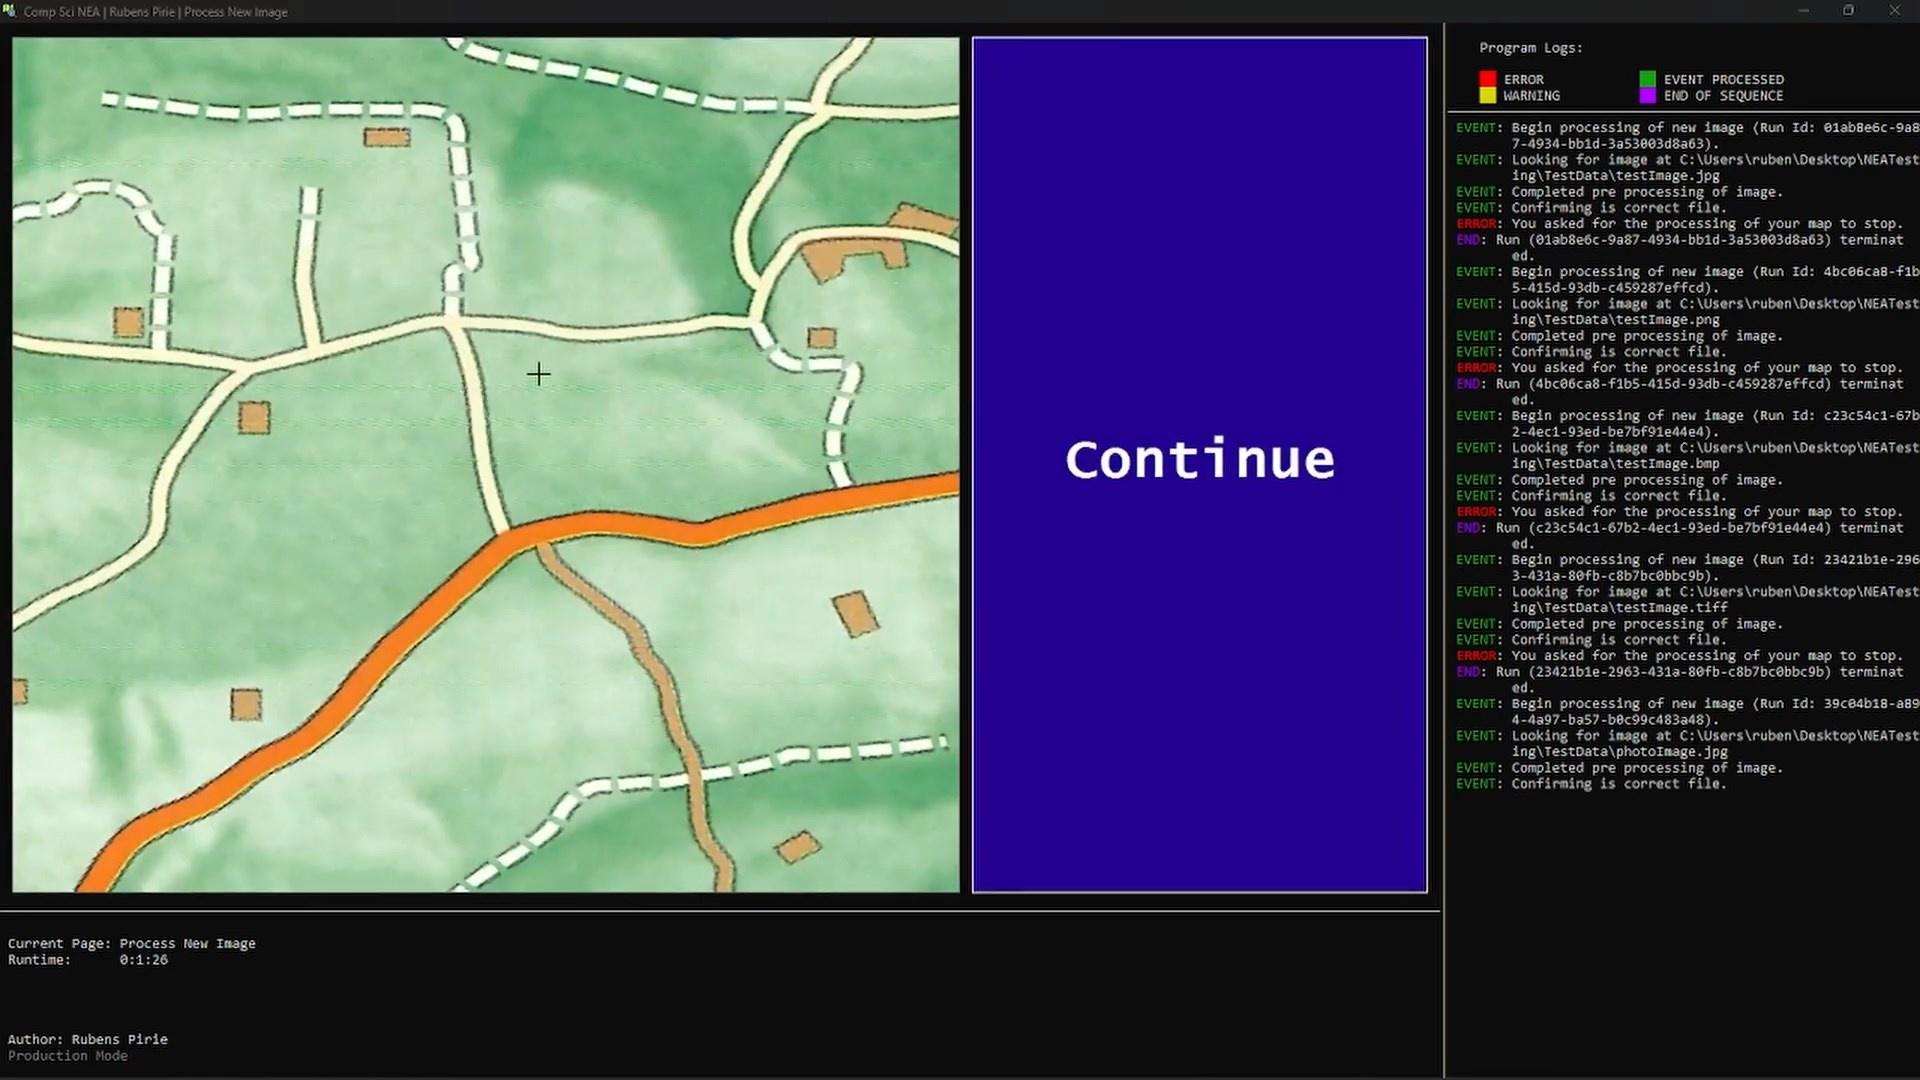 Comp Sci NEA | Rubens Pirie | Process New Image
Continue
Current Page: Process New Image
Runtime: 0:1:26
Author: Rubens Pirie
Production Mode
Program Logs:
ERROR
EVENT PROCESSED
WARNING
END OF SEQUENCE
EVENT: Begin processing of new image (Run Id: 01ab8e6c-9a8
7-4934-bb1d-3a53003d8a63).
EVENT: Looking for image at C:\Users\ruben\Desktop\NEATest
ing\TestData\testImage.jpg
EVENT: Completed pre processing of image.
EVENT: Confirming is correct file.
ERROR: You asked for the processing of your map to stop.
END: Run (01ab8e6c-9a87-4934-bb1d-3a53003d8a63) terminat
ed.
EVENT: Begin processing of new image (Run Id: 4bc06ca8-f1b
5-415d-93db-c459287effcd).
EVENT: Looking for image at C:\Users\ruben\Desktop\NEATest
ing\TestData\testImage.png
EVENT: Completed pre processing of image.
EVENT: Confirming is correct file.
ERROR: You asked for the processing of your map to stop.
END: Run (4bc06ca8-f1b5-415d-93db-c459287effcd) terminat
ed.
EVENT: Begin processing of new image (Run Id: c23c54c1-67b
2-4ec1-93ed-be7bf91e44e4).
EVENT: Looking for image at C:\Users\ruben\Desktop\NEATest
ing\TestData\testImage.bmp
EVENT: Completed pre processing of image.
EVENT: Confirming is correct file.
ERROR: You asked for the processing of your map to stop.
END: Run (c23c54c1-67b2-4ec1-93ed-be7bf91e44e4) terminat
ed.
EVENT: Begin processing of new image (Run Id: 23421b1e-296
3-431a-80fb-c8b7bc0bbc9b).
EVENT: Looking for image at C:\Users\ruben\Desktop\NEATest
ing\TestData\testImage.tiff
EVENT: Completed pre processing of image.
EVENT: Confirming is correct file.
ERROR: You asked for the processing of your map to stop.
END: Run (23421b1e-2963-431a-80fb-c8b7bc0bbc9b) terminat
ed.
EVENT: Begin processing of new image (Run Id: 39c04b18-a89
4-4a97-ba57-b0c99c483a48).
EVENT: Looking for image at C:\Users\ruben\Desktop\NEATest
ing\TestData\photoImage.jpg
EVENT: Completed pre processing of image.
EVENT: Confirming is correct file.